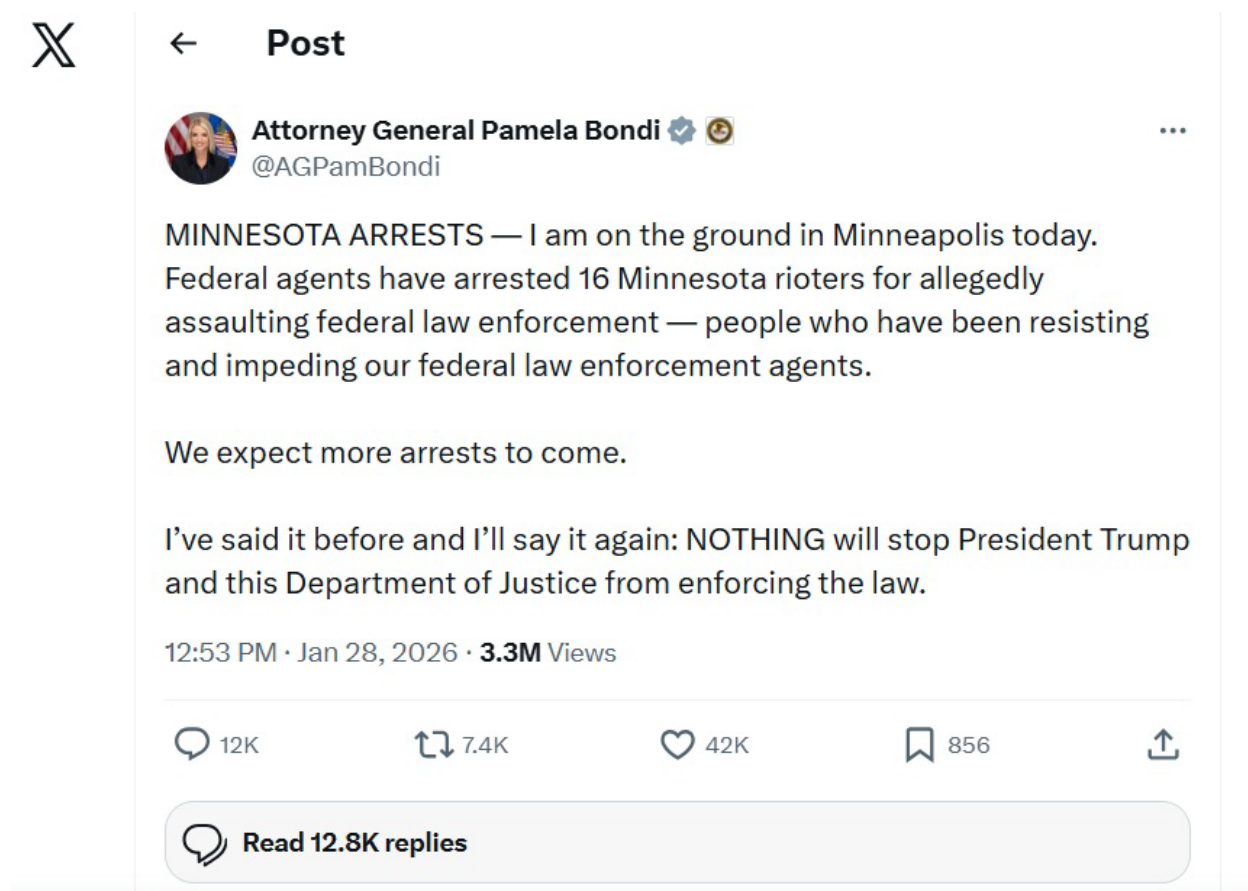 Post
Attorney General Pamela Bondi
@AGPamBondi
MINNESOTA ARRESTS — I am on the ground in Minneapolis today.
Federal agents have arrested 16 Minnesota rioters for allegedly
assaulting federal law enforcement — people who have been resisting
and impeding our federal law enforcement agents.
We expect more arrests to come.
I’ve said it before and I’ll say it again: NOTHING will stop President Trump
and this Department of Justice from enforcing the law.
12:53 PM · Jan 28, 2026 · 3.3M Views
12K 7.4K 42K 856
Read 12.8K replies